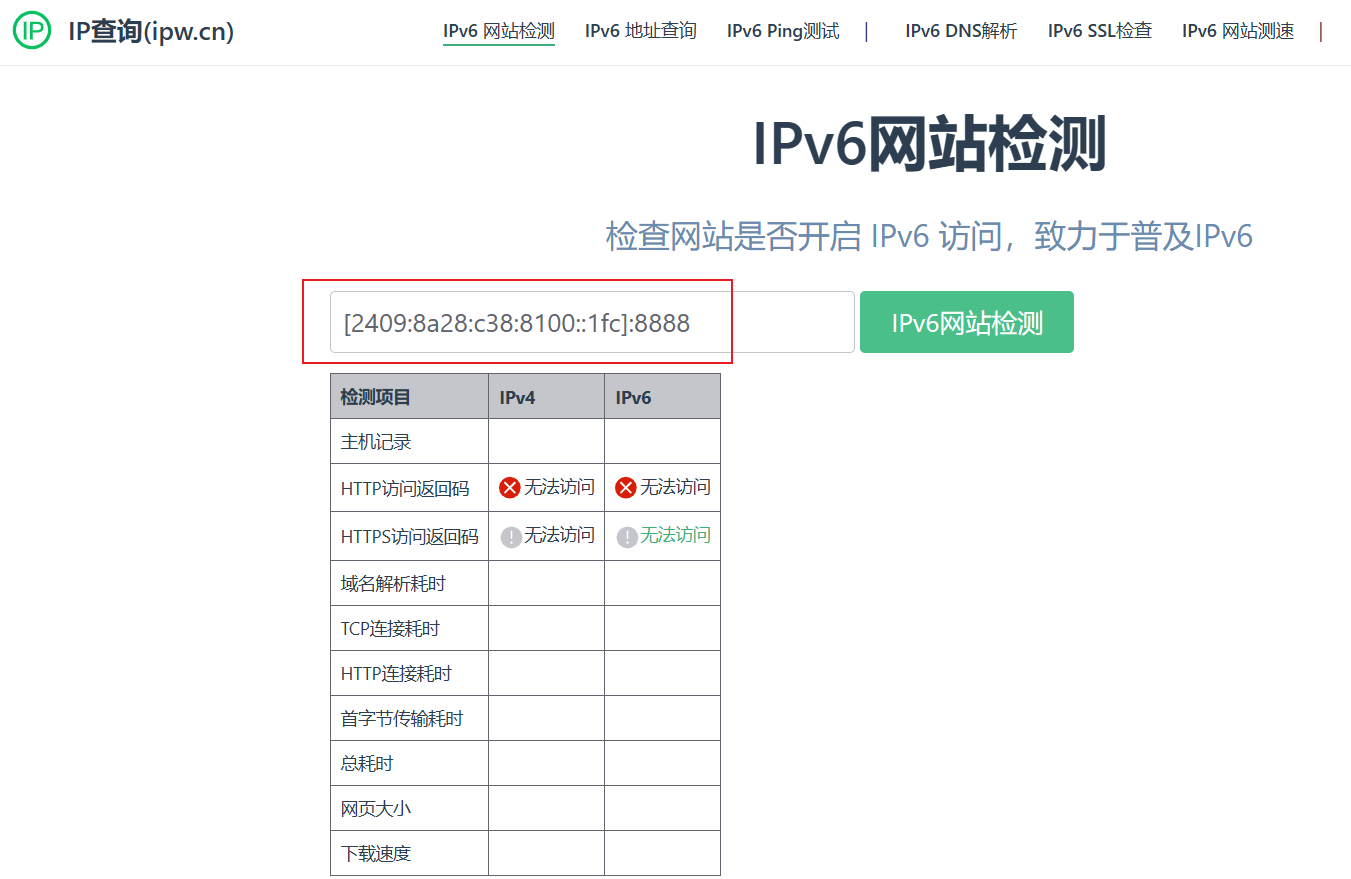 IP IP查询(ipw.cn) IPv6 网站检测 IPv6 地址查询 IPv6 Ping测试 | IPv6 DNS解析 IPv6 SSL检查 IPv6 网站测速 |
IPv6网站检测
检查网站是否开启 IPv6 访问，致力于普及IPv6
[2409:8a28:c38:8100::1fc]:8888 IPv6网站检测
检测项目 IPv4 IPv6
主机记录
HTTP访问返回码 无法访问 无法访问
HTTPS访问返回码 无法访问 无法访问
域名解析耗时
TCP连接耗时
HTTP连接耗时
首字节传输耗时
总耗时
网页大小
下载速度